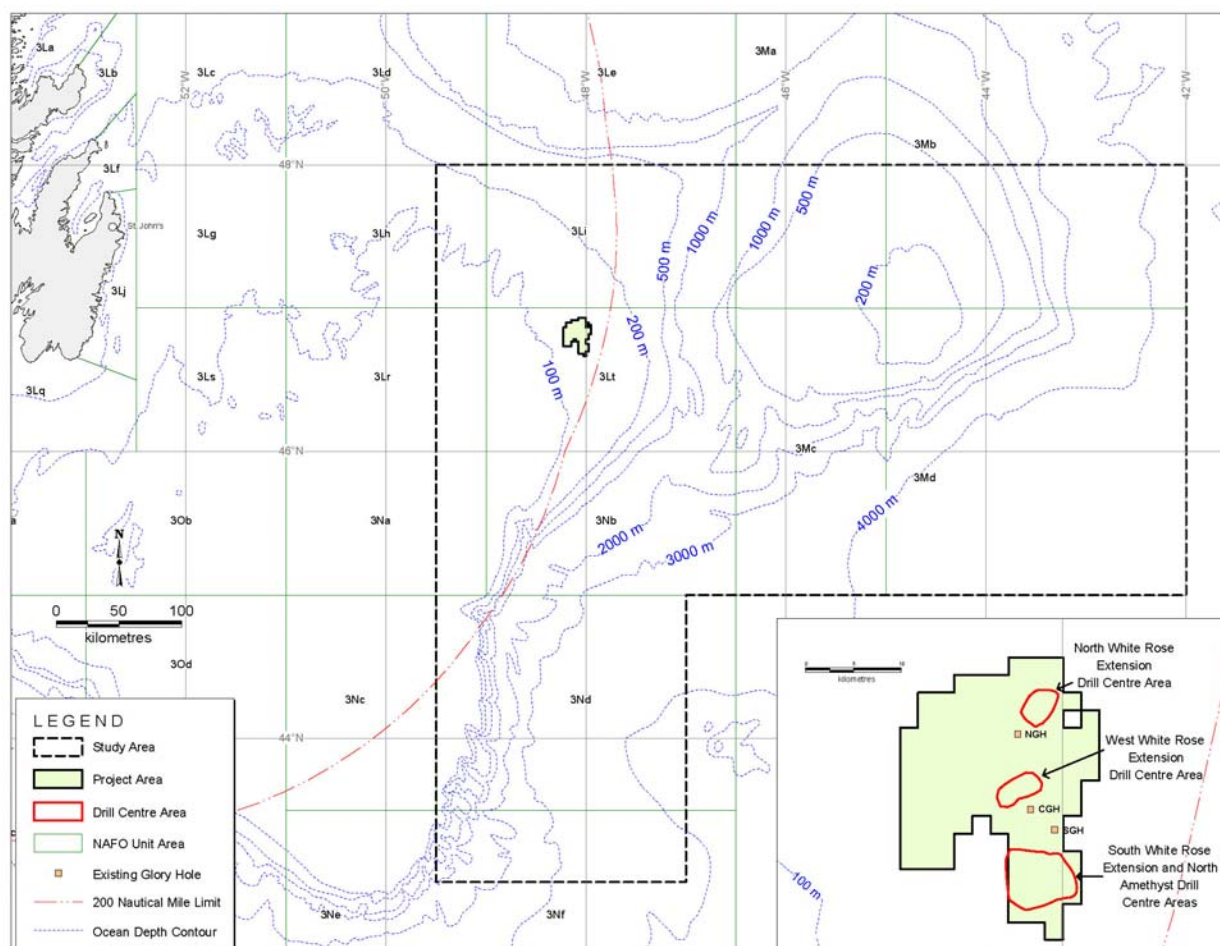 3La
3Lb
3Lc
3Ld
3Le
3Ma
52°W
50°W
48°W
46°W
44°W
42°W
3Lf
48°N
3Mb
St. John's
3Lg
3Lh
3Li
3Lj
500 m
1000 m
1000 m
500 m
200 m
200 m
100 m
3Lq
3Ls
3Lr
3Lt
46°N
3Mc
3Md
3Ob
3Na
3Nb
2000 m
3000 m
4000 m
N
0 50 100
kilometres
3Od
3Nc
3Nd
44°N
3Ne
3Nf
LEGEND
Study Area
Project Area
Drill Centre Area
NAFO Unit Area
Existing Glory Hole
200 Nautical Mile Limit
Ocean Depth Contour
kilometres
North White Rose
Extension
Drill Centre Area
NGH
West White Rose
Extension
Drill Centre Area
CGH
SGH
South White Rose
Extension and North
Amethyst Drill
Centre Areas
100 m